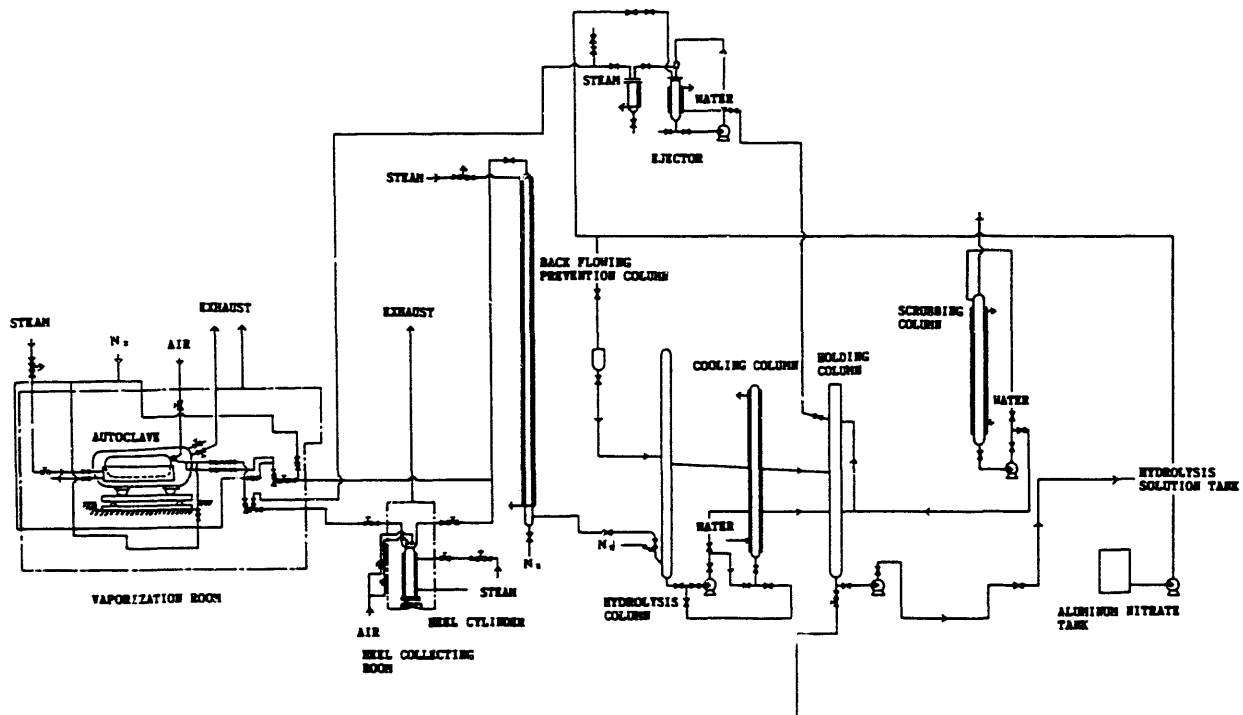 STEAM
WATER
EJECTOR
STEAM
BACK FLOWING
PREVENTION COLUMN
EXHAUST
EXHAUST
STEAM
N₂
AIR
SCRUBBING
COLUMN
COOLING COLUMN
HOLDING
COLUMN
WATER
AUTOCLAVE
HYDROLYSIS
SOLUTION TANK
WATER
N₂
VAPORIZATION ROOM
STEAM
HYDROLYSIS
COLUMN
ALUMINUM NITRATE
TANK
AIR
HEEL CYLINDER
HEEL COLLECTING
ROOM